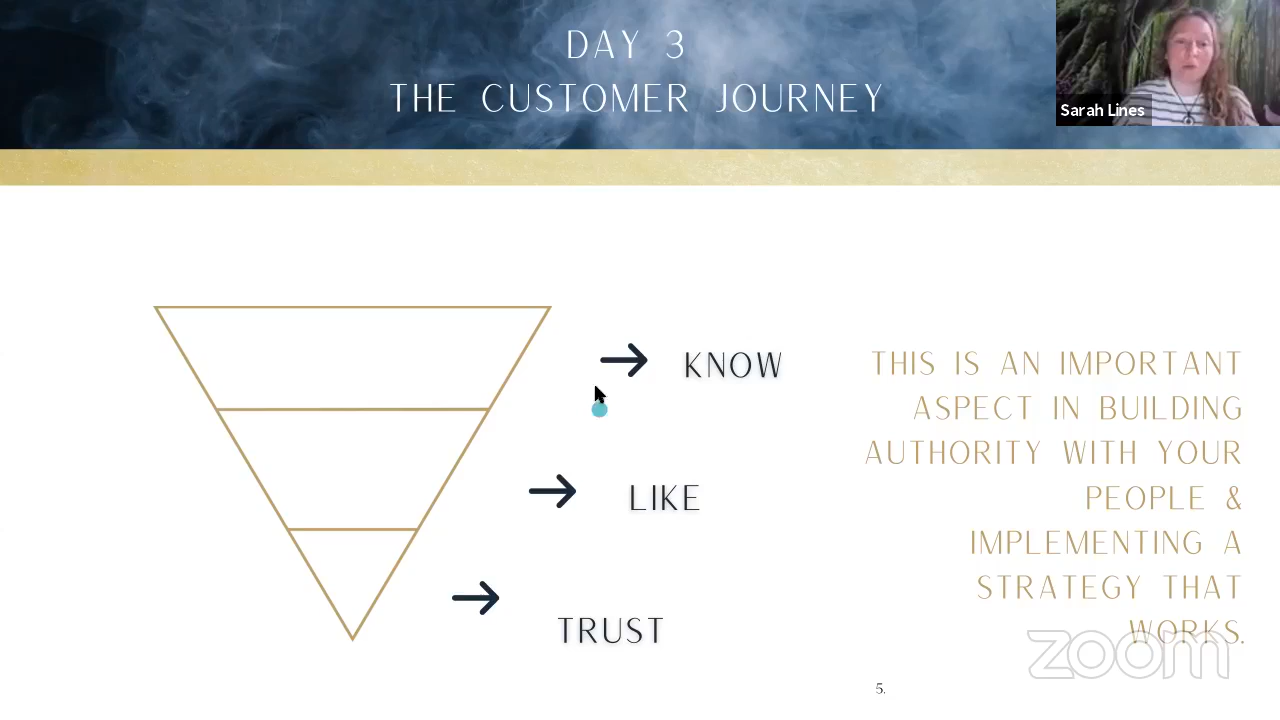 DAY 3
THE CUSTOMER JOURNEY
Sarah Lines
KNOW
LIKE
TRUST
THIS IS AN IMPORTANT
ASPECT IN BUILDING
AUTHORITY WITH YOUR
PEOPLE &
IMPLEMENTING A
STRATEGY THAT
WORKS.
zoom
5.